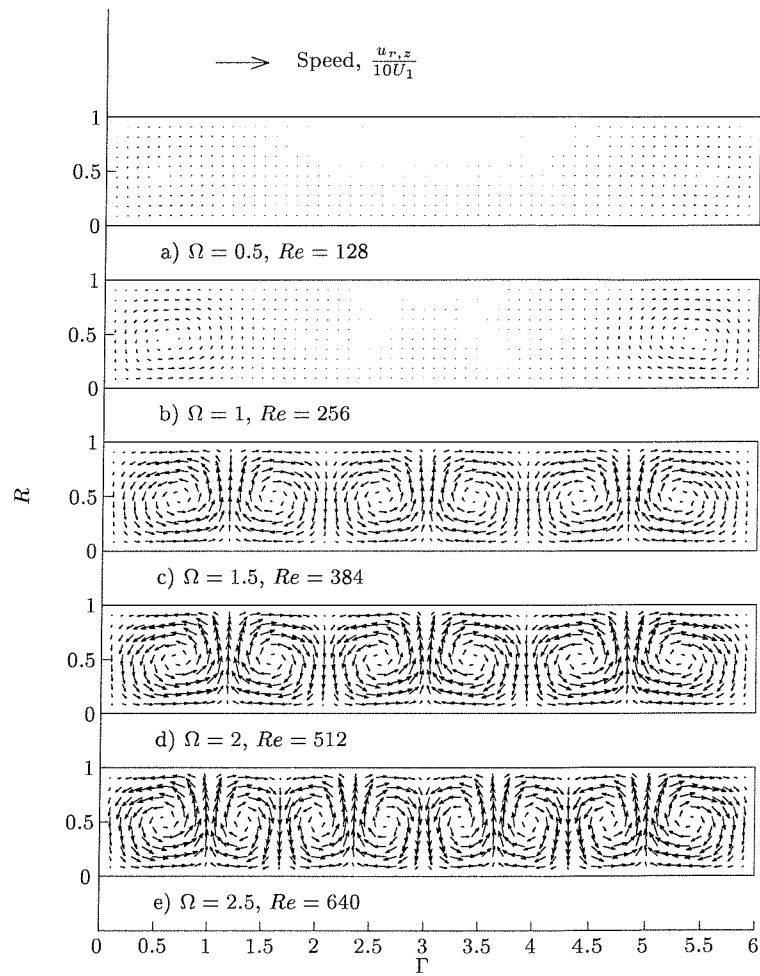 Speed, u_{r,z}/10U_1
1
0.5
0
a) Ω = 0.5, Re = 128
1
0.5
0
b) Ω = 1, Re = 256
1
R
0.5
0
c) Ω = 1.5, Re = 384
1
0.5
0
d) Ω = 2, Re = 512
1
0.5
0
e) Ω = 2.5, Re = 640
0 0.5 1 1.5 2 2.5 3 3.5 4 4.5 5 5.5 6
Γ